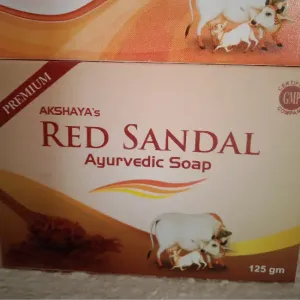 PREMIUM
AKSHAYA's
RED SANDAL
Ayurvedic Soap
GMP
125 gm